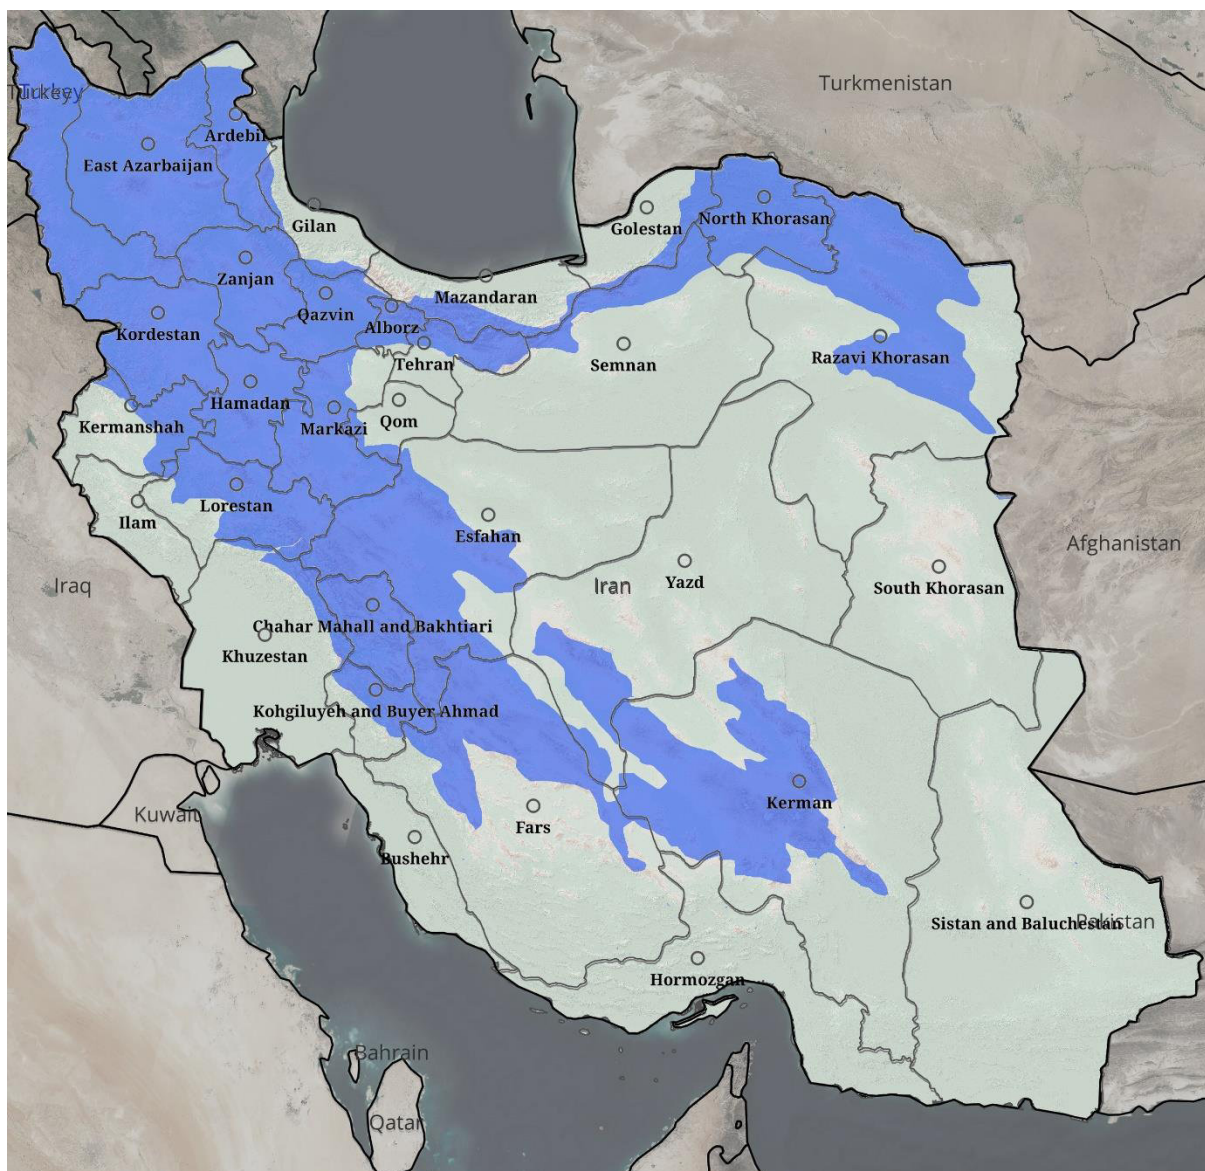 Turkmenistan
Turkey
Ardebil
East Azarbaijan
Gilan
Golestan
North Khorasan
Zanjan
Mazandaran
Qazvin
Kordestan
Alborz
Tehran
Semnan
Razavi Khorasan
Hamadan
Markazi
Qom
Kermanshah
Lorestan
Ilam
Esfahan
Afghanistan
Iraq
Iran
Yazd
South Khorasan
Chahar Mahall and Bakhtiari
Khuzestan
Kohgiluyeh and Buyer Ahmad
Kuwait
Kerman
Fars
Bushehr
Sistan and Baluchestan
Pakistan
Hormozgan
Bahrain
Qatar